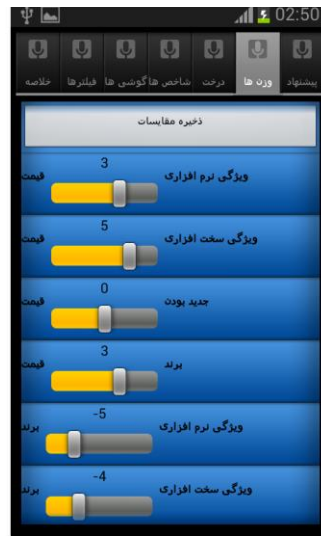 02:50
پیشنهاد وزن ها درخت شاخص ها گوشی ها فیلترها خلاصه
ذخیره مقایسات
3
ویژگی نرم افزاری قیمت
5
ویژگی سخت افزاری قیمت
0
جدید بودن قیمت
3
برند قیمت
-5
ویژگی نرم افزاری برند
-4
ویژگی سخت افزاری برند